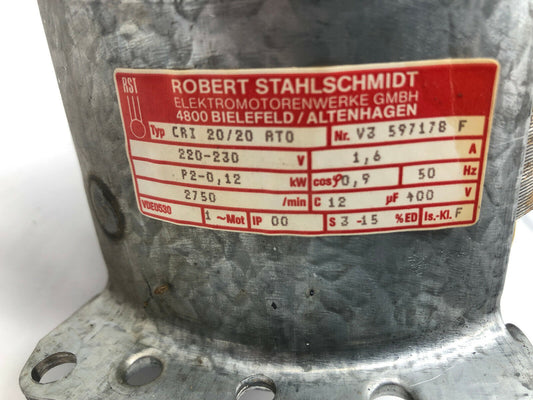 RST ROBERT STAHLSCHMIDT
ELEKTROMOTORENWERKE GMBH
4800 BIELEFELD/ALTENHAGEN
Typ CRI 20/20 ATO Nr. V3 597178 F
220-230 V 1,6 A
P2-0,12 kW cosφ 0,9 50 Hz
2750 /min C 12 µF 400 V
VDE0530 1~Mot IP 00 S 3-15 %ED Is.-Kl. F